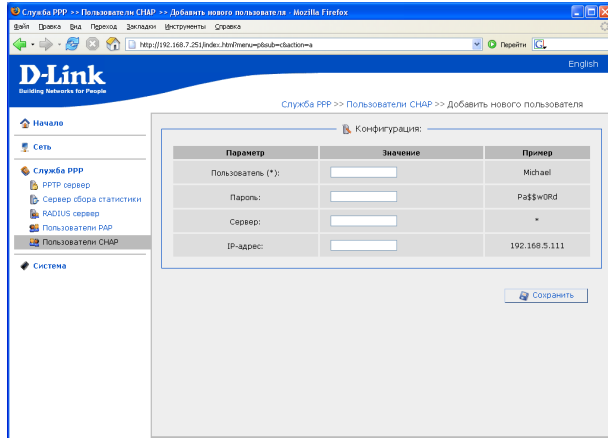 Служба PPP >> Пользователи CHAP >> Добавить нового пользователя - Mozilla Firefox
Файл Правка Вид Переход Закладки Инструменты Справка
http://192.168.7.251/index.html?menu=p&sub=c&action=a
Перейти
D-Link
Building Networks for People
English
Служба PPP >> Пользователи CHAP >> Добавить нового пользователя
Начало
Сеть
Служба PPP
PPTP сервер
Сервер сбора статистики
RADIUS сервер
Пользователи PAP
Пользователи CHAP
Система
Конфигурация:
Параметр Значение Пример
Пользователь (*): Michael
Пароль: Pa$$w0Rd
Сервер: *
IP-адрес: 192.168.5.111
Сохранить